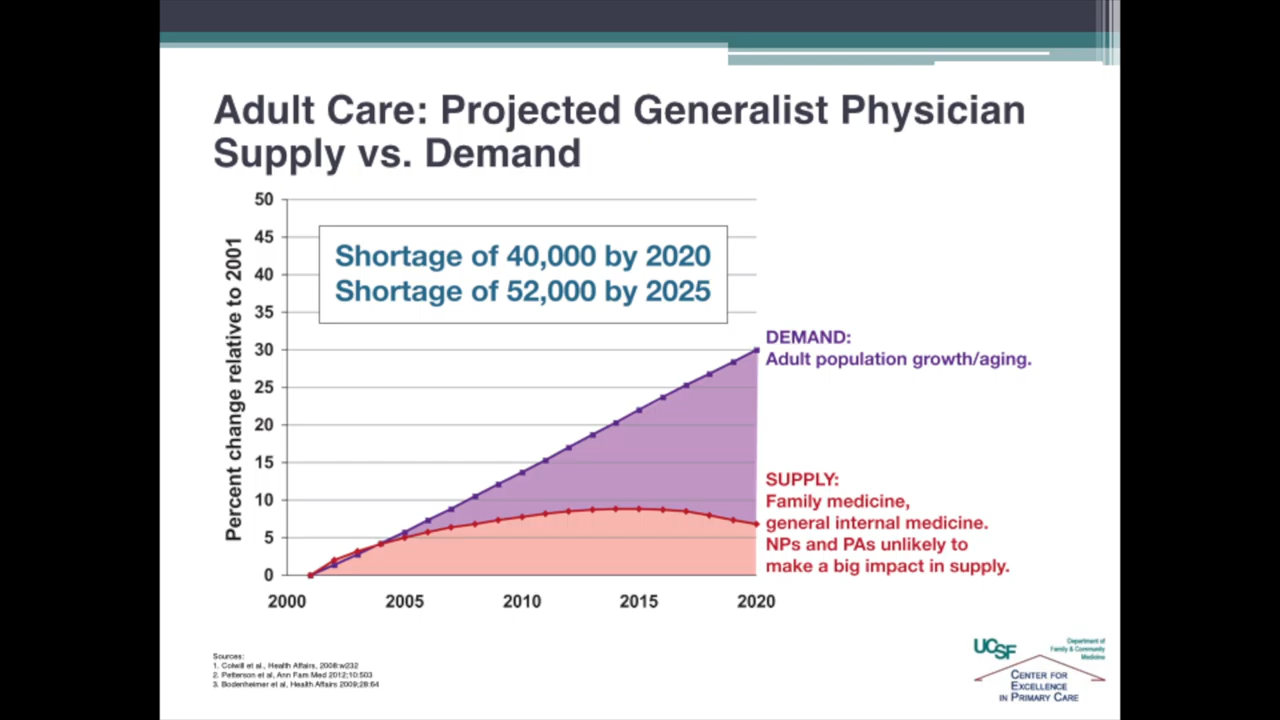 Adult Care: Projected Generalist Physician
Supply vs. Demand
Percent change relative to 2001
50
45
40
35
30
25
20
15
10
5
0
Shortage of 40,000 by 2020
Shortage of 52,000 by 2025
DEMAND:
Adult population growth/aging.
SUPPLY:
Family medicine,
general internal medicine.
NPs and PAs unlikely to
make a big impact in supply.
2000 2005 2010 2015 2020
Sources:
1. Colwill et al., Health Affairs, 2008:w232
2. Petterson et al, Ann Fam Med 2012;10:503
3. Bodenheimer et al, Health Affairs 2009;28:64
UCSF
Department of
Family & Community
Medicine
CENTER FOR
EXCELLENCE
IN PRIMARY CARE